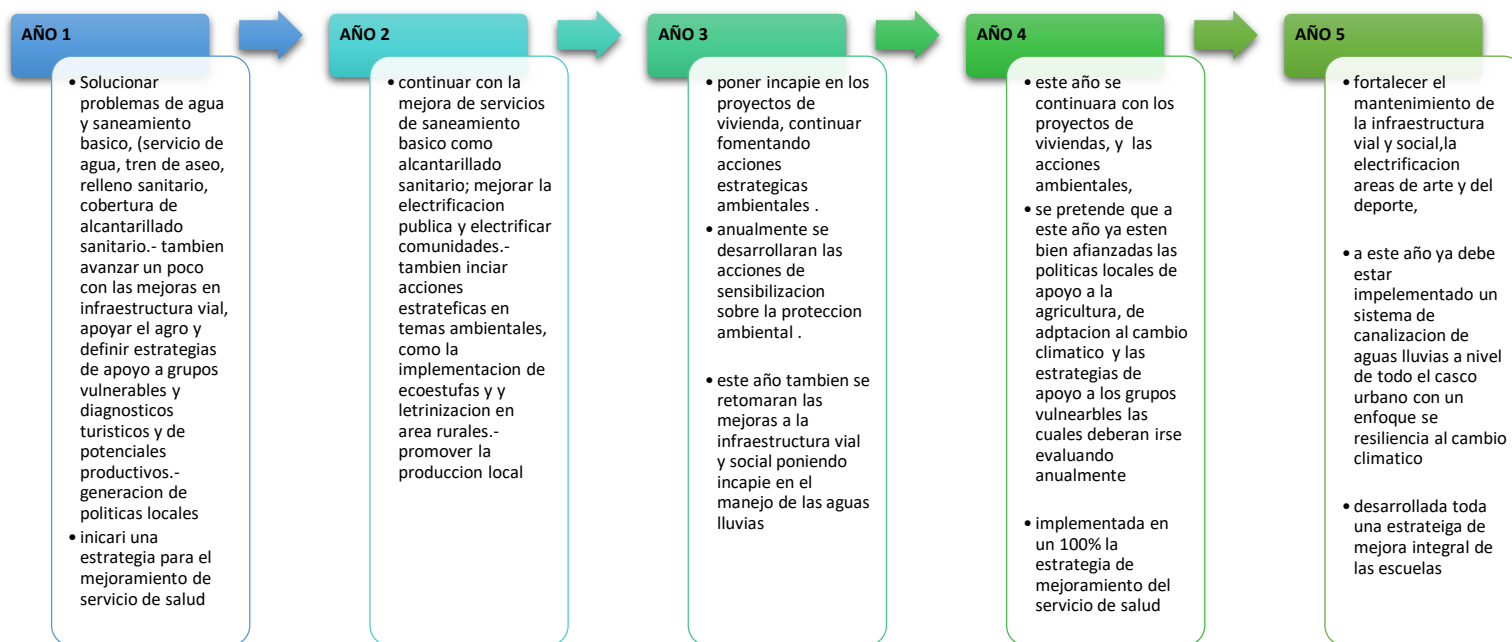 AÑO 1
• Solucionar
problemas de agua
y saneamiento
basico, (servicio de
agua, tren de aseo,
relleno sanitario,
cobertura de
alcantarillado
sanitario.- tambien
avanzar un poco
con las mejoras en
infraestructura vial,
apoyar el agro y
definir estrategias
de apoyo a grupos
vulnerables y
diagnosticos
turisticos y de
potenciales
productivos.-
generacion de
politicas locales
• inicari una
estrategia para el
mejoramiento de
servicio de salud
AÑO 2
• continuar con la
mejora de servicios
de saneamiento
basico como
alcantarillado
sanitario; mejorar la
electrificacion
publica y electrificar
comunidades.-
tambien inciar
acciones
estrateficas en
temas ambientales,
como la
implementacion de
ecoestufas y y
letrinizacion en
area rurales.-
promover la
produccion local
AÑO 3
• poner incapie en los
proyectos de
vivienda, continuar
fomentando
acciones
estrategicas
ambientales .
• anualmente se
desarrollaran las
acciones de
sensibilizacion
sobre la proteccion
ambiental .
• este año tambien se
retomaran las
mejoras a la
infraestructura vial
y social poniendo
incapie en el
manejo de las aguas
lluvias
AÑO 4
• este año se
continuara con los
proyectos de
viviendas, y las
acciones
ambientales,
• se pretende que a
este año ya esten
bien afianzadas las
politicas locales de
apoyo a la
agricultura, de
adptacion al cambio
climatico y las
estrategias de
apoyo a los grupos
vulnearbles las
cuales deberan irse
evaluando
anualmente
• implementada en
un 100% la
estrategia de
mejoramiento del
servicio de salud
AÑO 5
• fortalecer el
mantenimiento de
la infraestructura
vial y social,la
electrificacion
areas de arte y del
deporte,
• a este año ya debe
estar
impelementado un
sistema de
canalizacion de
aguas lluvias a nivel
de todo el casco
urbano con un
enfoque se
resiliencia al cambio
climatico
• desarrollada toda
una estrateiga de
mejora integral de
las escuelas